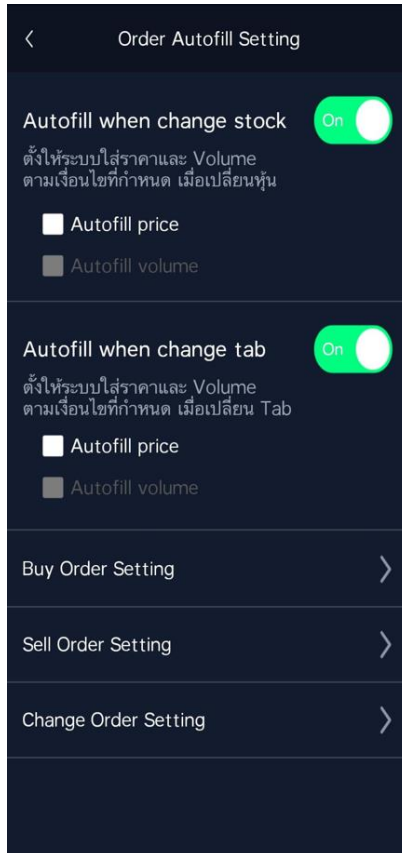 Order Autofill Setting
Autofill when change stock
On
ตั้งให้ระบบใส่ราคาและ Volume
ตามเงื่อนไขที่กำหนด เมื่อเปลี่ยนหุ้น
Autofill price
Autofill volume
Autofill when change tab
On
ตั้งให้ระบบใส่ราคาและ Volume
ตามเงื่อนไขที่กำหนด เมื่อเปลี่ยน Tab
Autofill price
Autofill volume
Buy Order Setting
Sell Order Setting
Change Order Setting